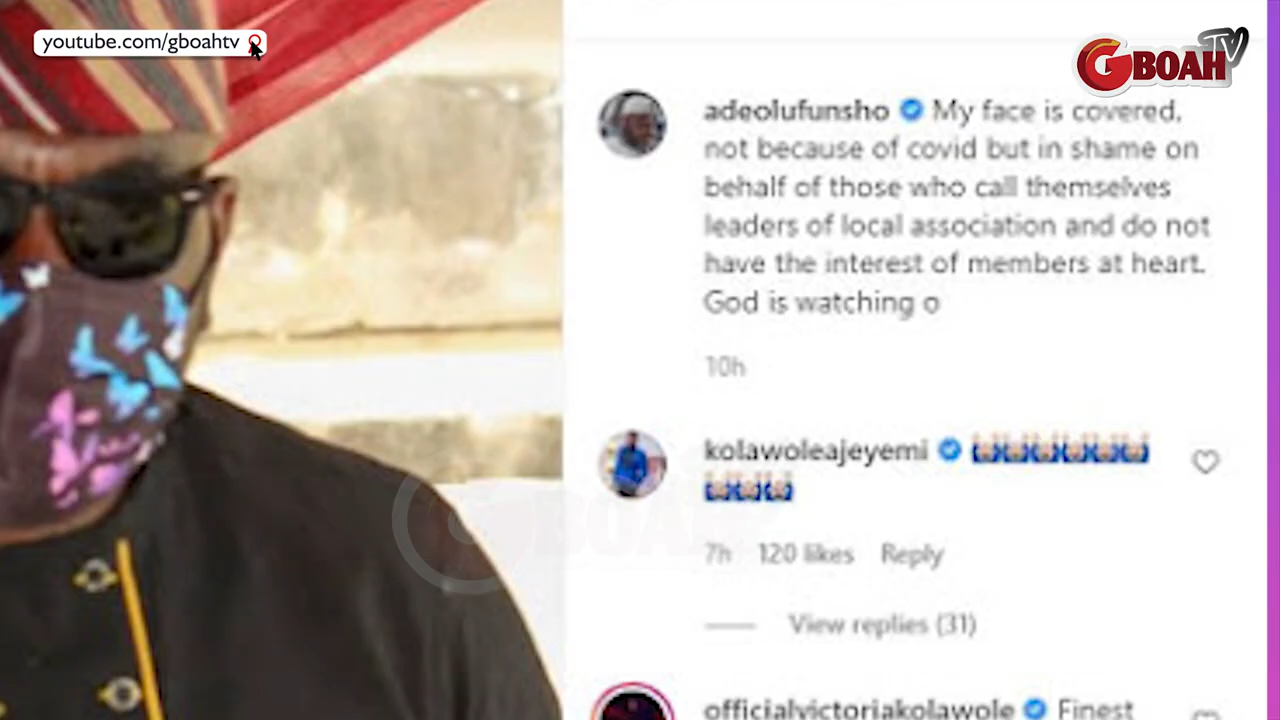 youtube.com/gboahtv
GBOAH TV
adeolufunsho My face is covered,
not because of covid but in shame on
behalf of those who call themselves
leaders of local association and do not
have the interest of members at heart.
God is watching o
10h
kolawoleajeyemi 🙌🙌🙌🙌🙌🙌
🙌🙌🙌
7h 120 likes Reply
View replies (31)
officialvictoriakolawole Finest
GBOAH